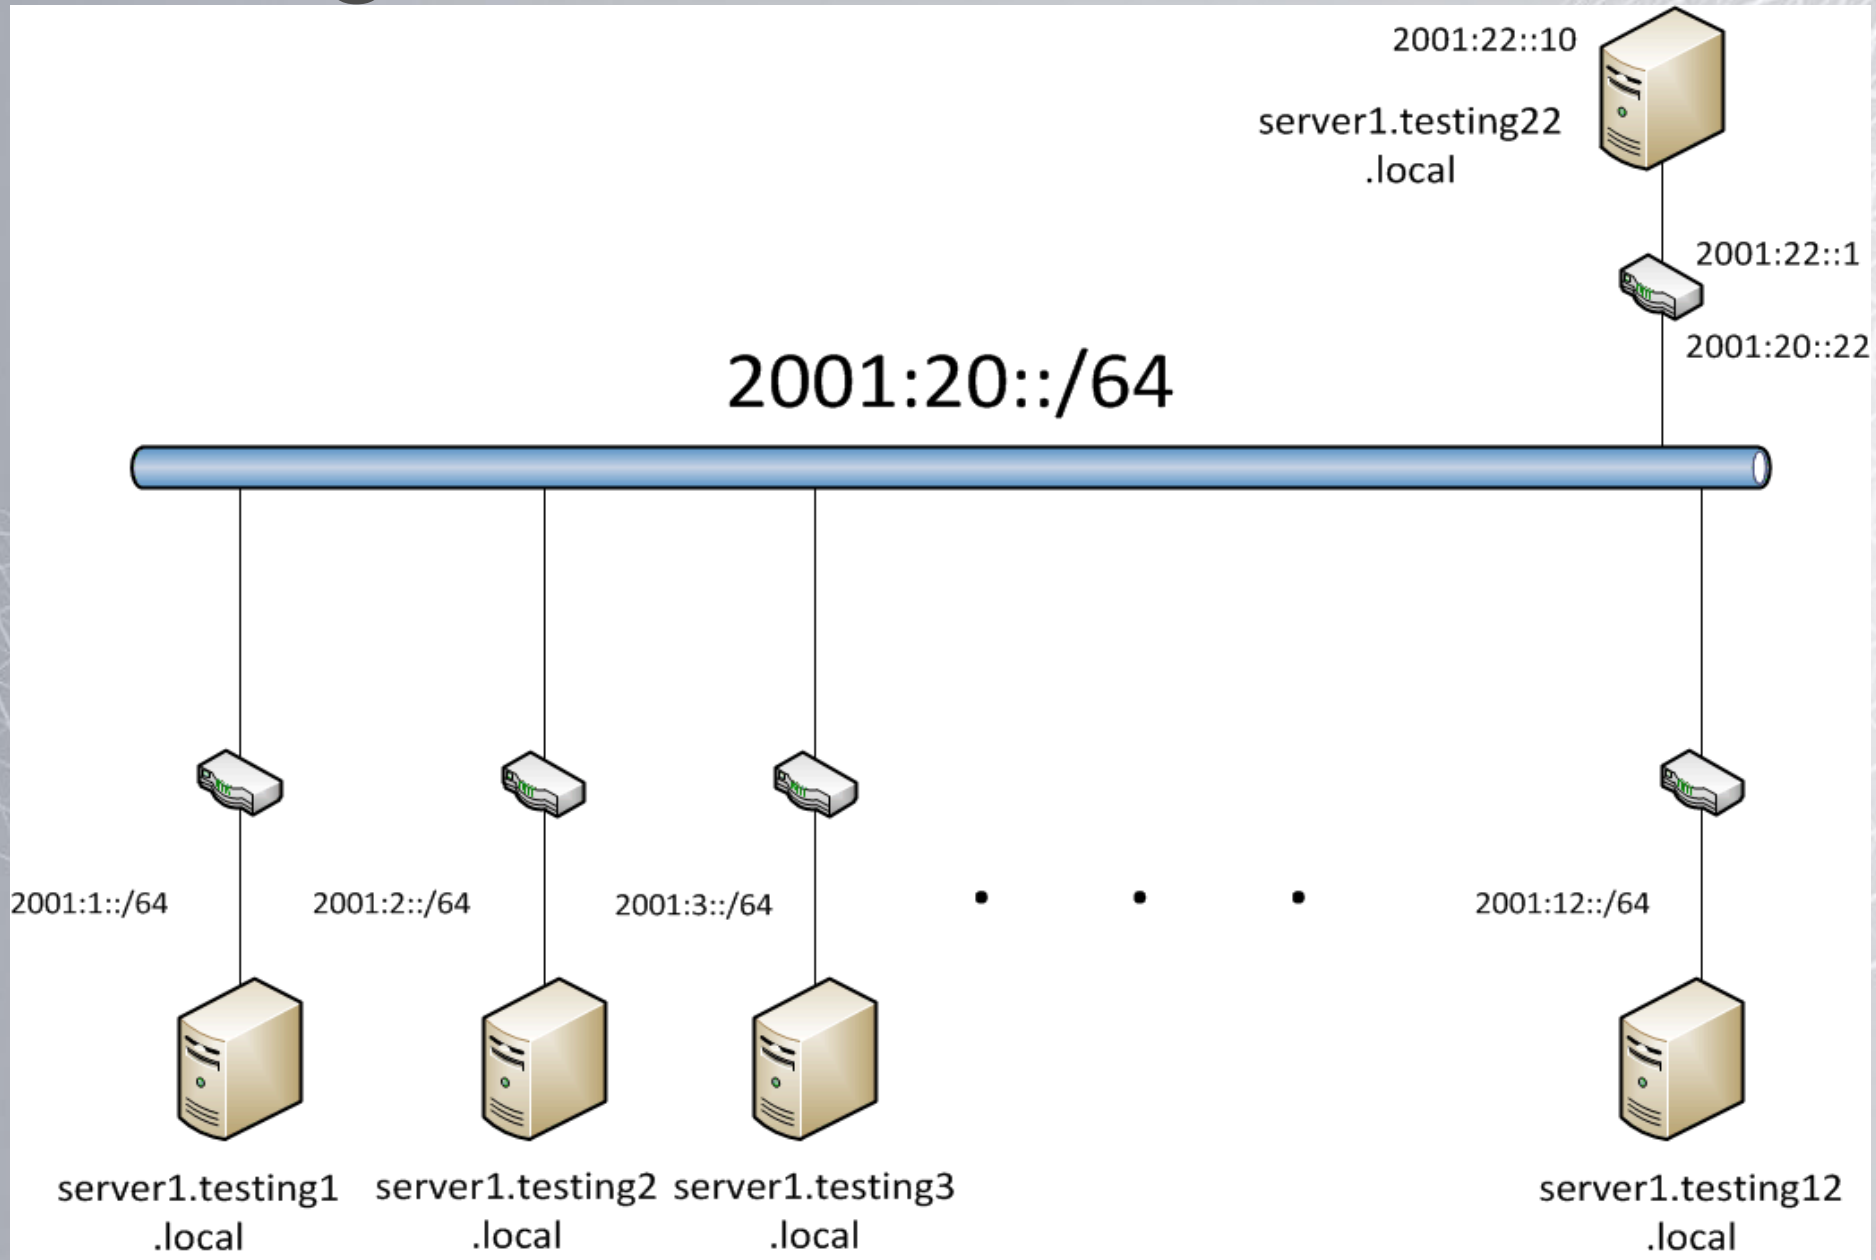 2001:22::10
server1.testing22
.local
2001:22::1
2001:20::22
2001:20::/64
2001:1::/64
2001:2::/64
2001:3::/64
2001:12::/64
server1.testing1
.local
server1.testing2
.local
server1.testing3
.local
server1.testing12
.local